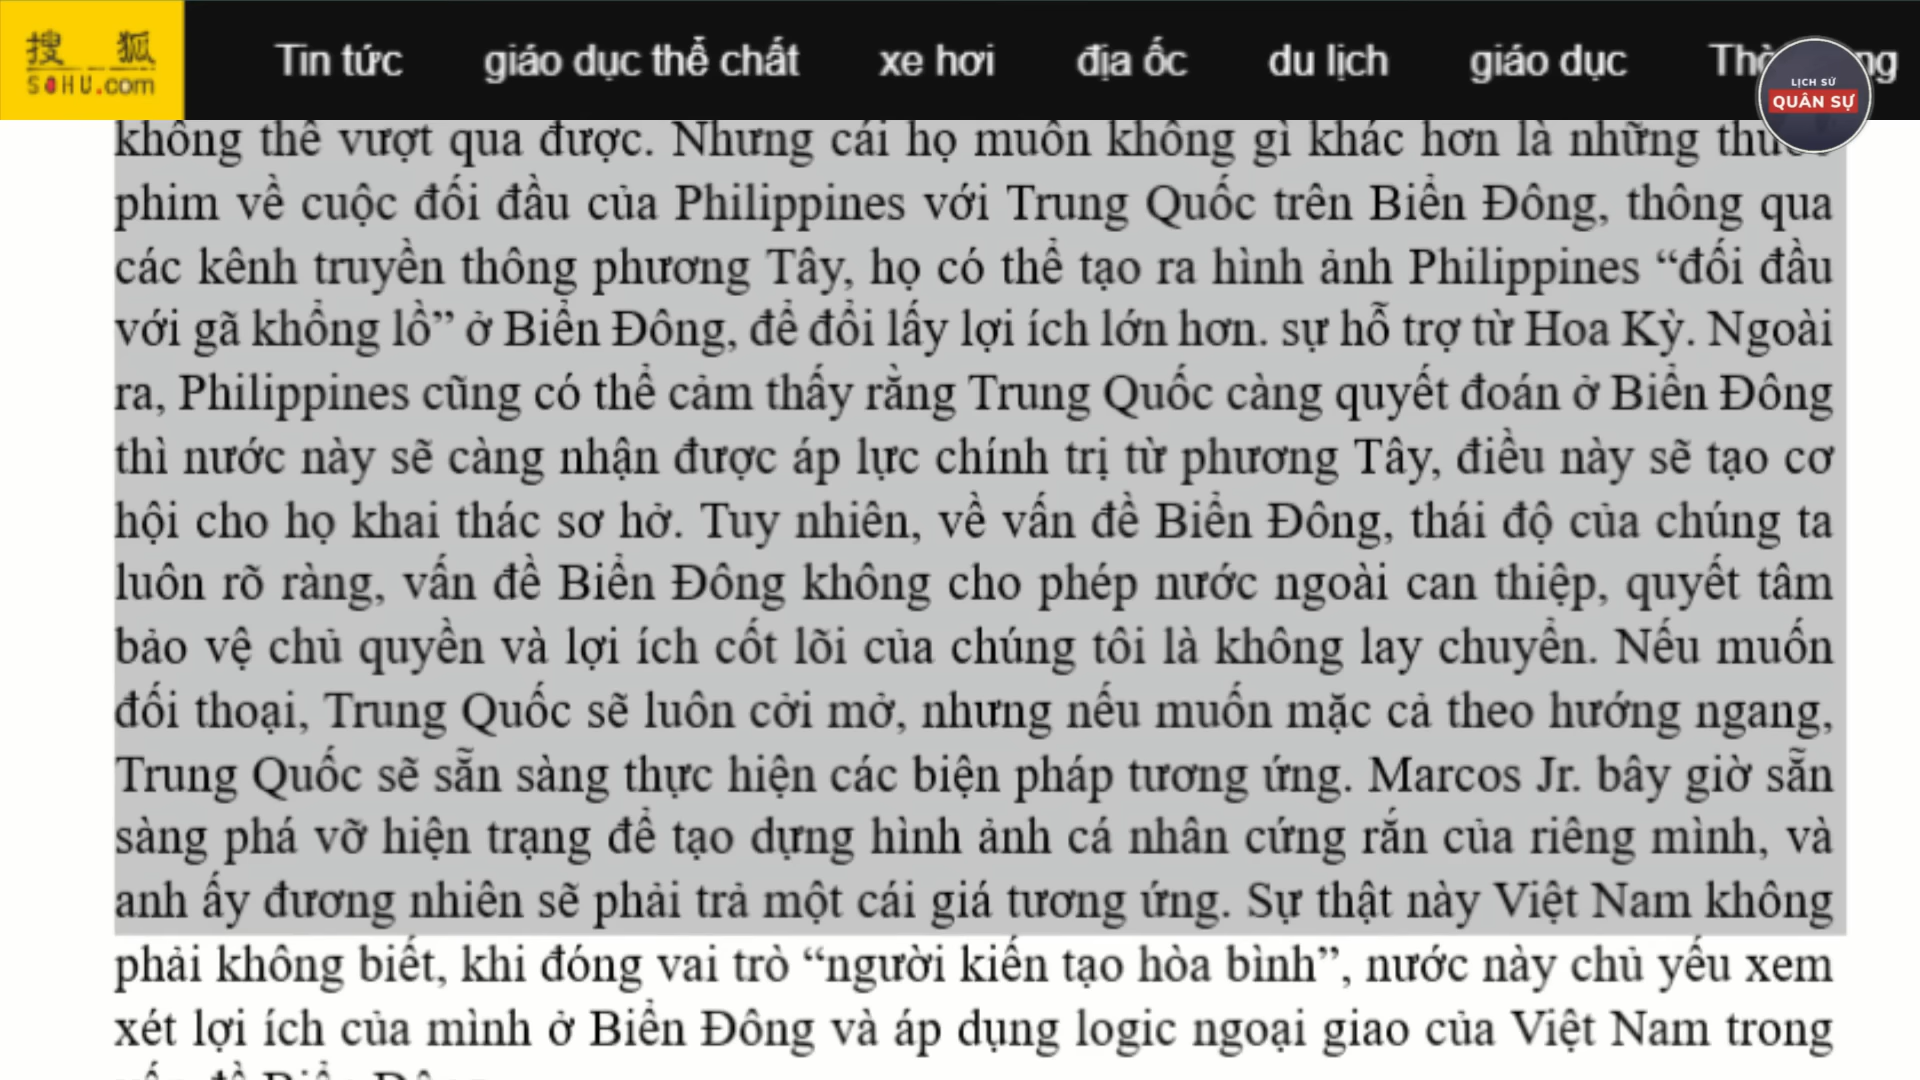 搜 狐
SOHU.com
Tin tức giáo dục thể chất xe hơi địa ốc du lịch giáo dục
LỊCH SỬ
QUÂN SỰ
không thể vượt qua được. Nhưng cái họ muốn không gì khác hơn là những
phim về cuộc đối đầu của Philippines với Trung Quốc trên Biển Đông, thông qua
các kênh truyền thông phương Tây, họ có thể tạo ra hình ảnh Philippines “đối đầu
với gã khổng lồ” ở Biển Đông, để đổi lấy lợi ích lớn hơn. sự hỗ trợ từ Hoa Kỳ. Ngoài
ra, Philippines cũng có thể cảm thấy rằng Trung Quốc càng quyết đoán ở Biển Đông
thì nước này sẽ càng nhận được áp lực chính trị từ phương Tây, điều này sẽ tạo cơ
hội cho họ khai thác sơ hở. Tuy nhiên, về vấn đề Biển Đông, thái độ của chúng ta
luôn rõ ràng, vấn đề Biển Đông không cho phép nước ngoài can thiệp, quyết tâm
bảo vệ chủ quyền và lợi ích cốt lõi của chúng tôi là không lay chuyển. Nếu muốn
đối thoại, Trung Quốc sẽ luôn cởi mở, nhưng nếu muốn mặc cả theo hướng ngang,
Trung Quốc sẽ sẵn sàng thực hiện các biện pháp tương ứng. Marcos Jr. bây giờ sẵn
sàng phá vỡ hiện trạng để tạo dựng hình ảnh cá nhân cứng rắn của riêng mình, và
anh ấy đương nhiên sẽ phải trả một cái giá tương ứng. Sự thật này Việt Nam không
phải không biết, khi đóng vai trò “người kiến tạo hòa bình”, nước này chủ yếu xem
xét lợi ích của mình ở Biển Đông và áp dụng logic ngoại giao của Việt Nam trong